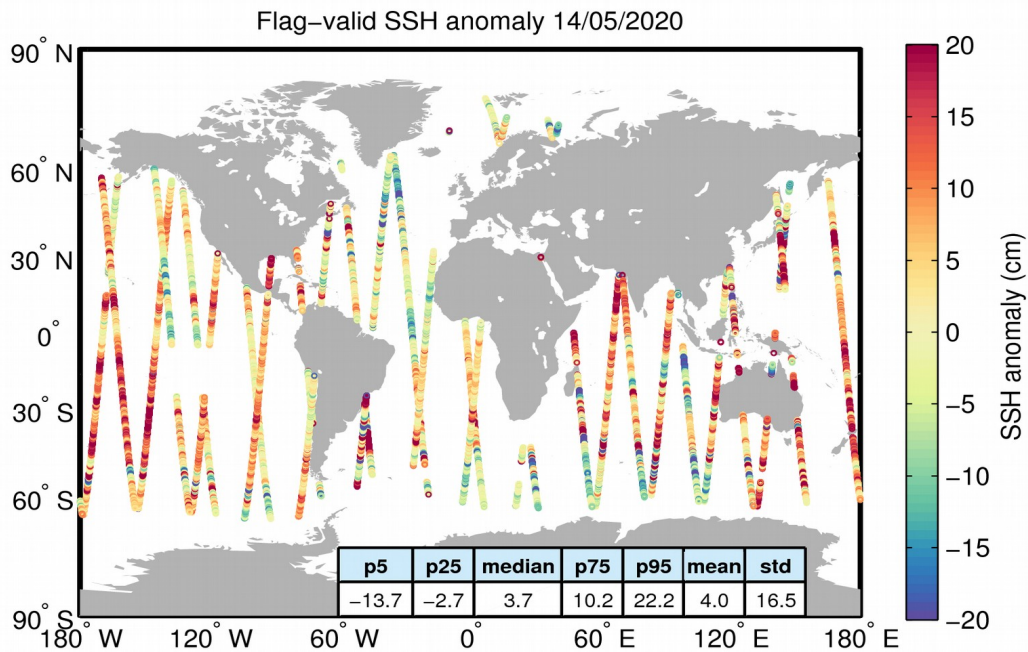 Flag−valid SSH anomaly 14/05/2020
90° N
60° N
30° N
0°
30° S
60° S
90° S
180° W
120° W
60° W
0°
60° E
120° E
180° E
p5 p25 median p75 p95 mean std
−13.7 −2.7 3.7 10.2 22.2 4.0 16.5
20
15
10
5
0
−5
−10
−15
−20
SSH anomaly (cm)